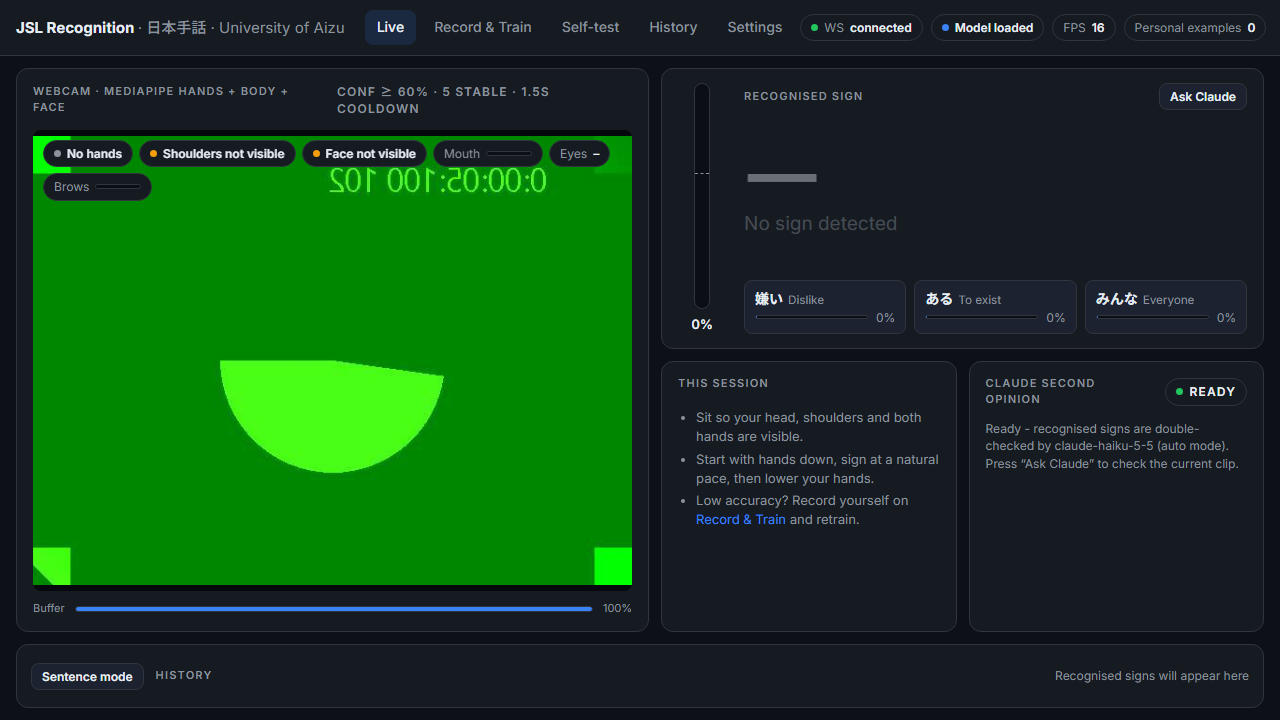 JSL Recognition · 日本手話 · University of Aizu
Live
Record & Train
Self-test
History
Settings
WS connected
Model loaded
FPS 16
Personal examples 0
WEBCAM · MEDIAPIPE HANDS + BODY +
FACE
CONF ≥ 60% · 5 STABLE · 1.5S
COOLDOWN
No hands
Shoulders not visible
Face not visible
Mouth
Eyes –
Brows
0:00:05:100 102
Buffer
100%
RECOGNISED SIGN
Ask Claude
—
No sign detected
0%
嫌い Dislike
0%
ある To exist
0%
みんな Everyone
0%
THIS SESSION
• Sit so your head, shoulders and both
hands are visible.
• Start with hands down, sign at a natural
pace, then lower your hands.
• Low accuracy? Record yourself on
Record & Train and retrain.
CLAUDE SECOND
OPINION
READY
Ready - recognised signs are double-
checked by claude-haiku-5-5 (auto mode).
Press “Ask Claude” to check the current clip.
Sentence mode
HISTORY
Recognised signs will appear here